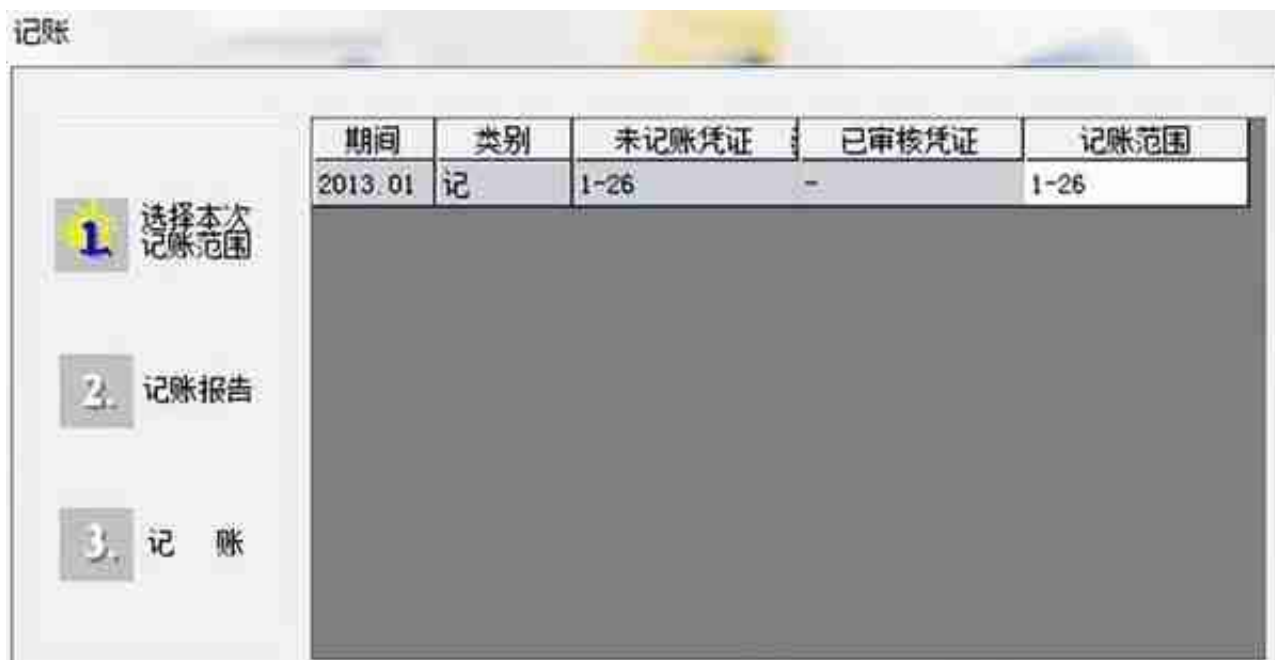 记账
期间 类别 未记账凭证 已审核凭证 记账范围
2013.01 记 1-26 - 1-26
1 选择本次
记账范围
2. 记账报告
3. 记 账